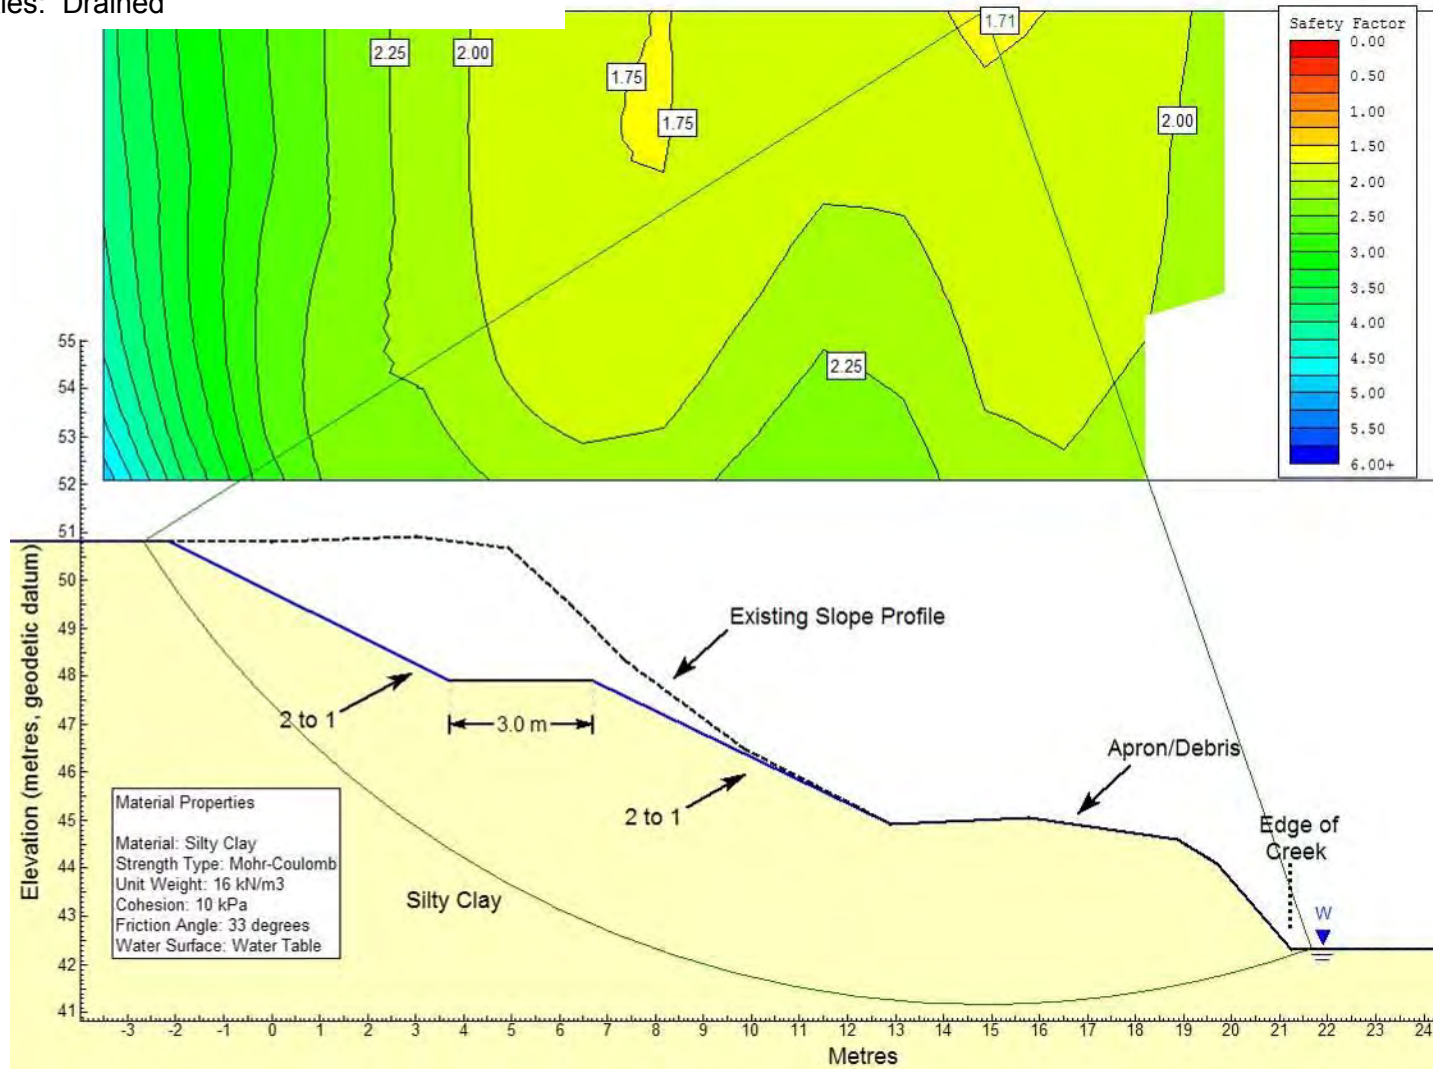 ies: Drained
Safety Factor
0.00
0.50
1.00
1.50
2.00
2.50
3.00
3.50
4.00
4.50
5.00
5.50
6.00+
2.25
2.00
1.75
1.75
1.71
2.00
2.25
55
54
53
52
51
50
49
48
47
46
45
44
43
42
41
Elevation (metres, geodetic datum)
Existing Slope Profile
2 to 1
3.0 m
2 to 1
Apron/Debris
Edge of
Creek
W
Silty Clay
Material Properties
Material: Silty Clay
Strength Type: Mohr-Coulomb
Unit Weight: 16 kN/m3
Cohesion: 10 kPa
Friction Angle: 33 degrees
Water Surface: Water Table
-3 -2 -1 0 1 2 3 4 5 6 7 8 9 10 11 12 13 14 15 16 17 18 19 20 21 22 23 24
Metres